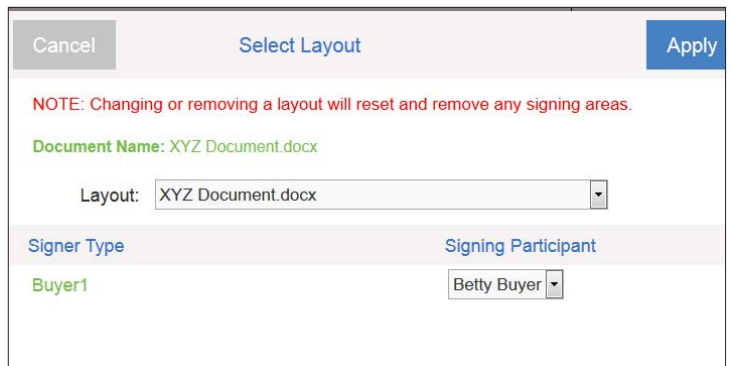 Cancel Select Layout Apply
NOTE: Changing or removing a layout will reset and remove any signing areas.
Document Name: XYZ Document.docx
Layout: XYZ Document.docx
Signer Type Signing Participant
Buyer1 Betty Buyer